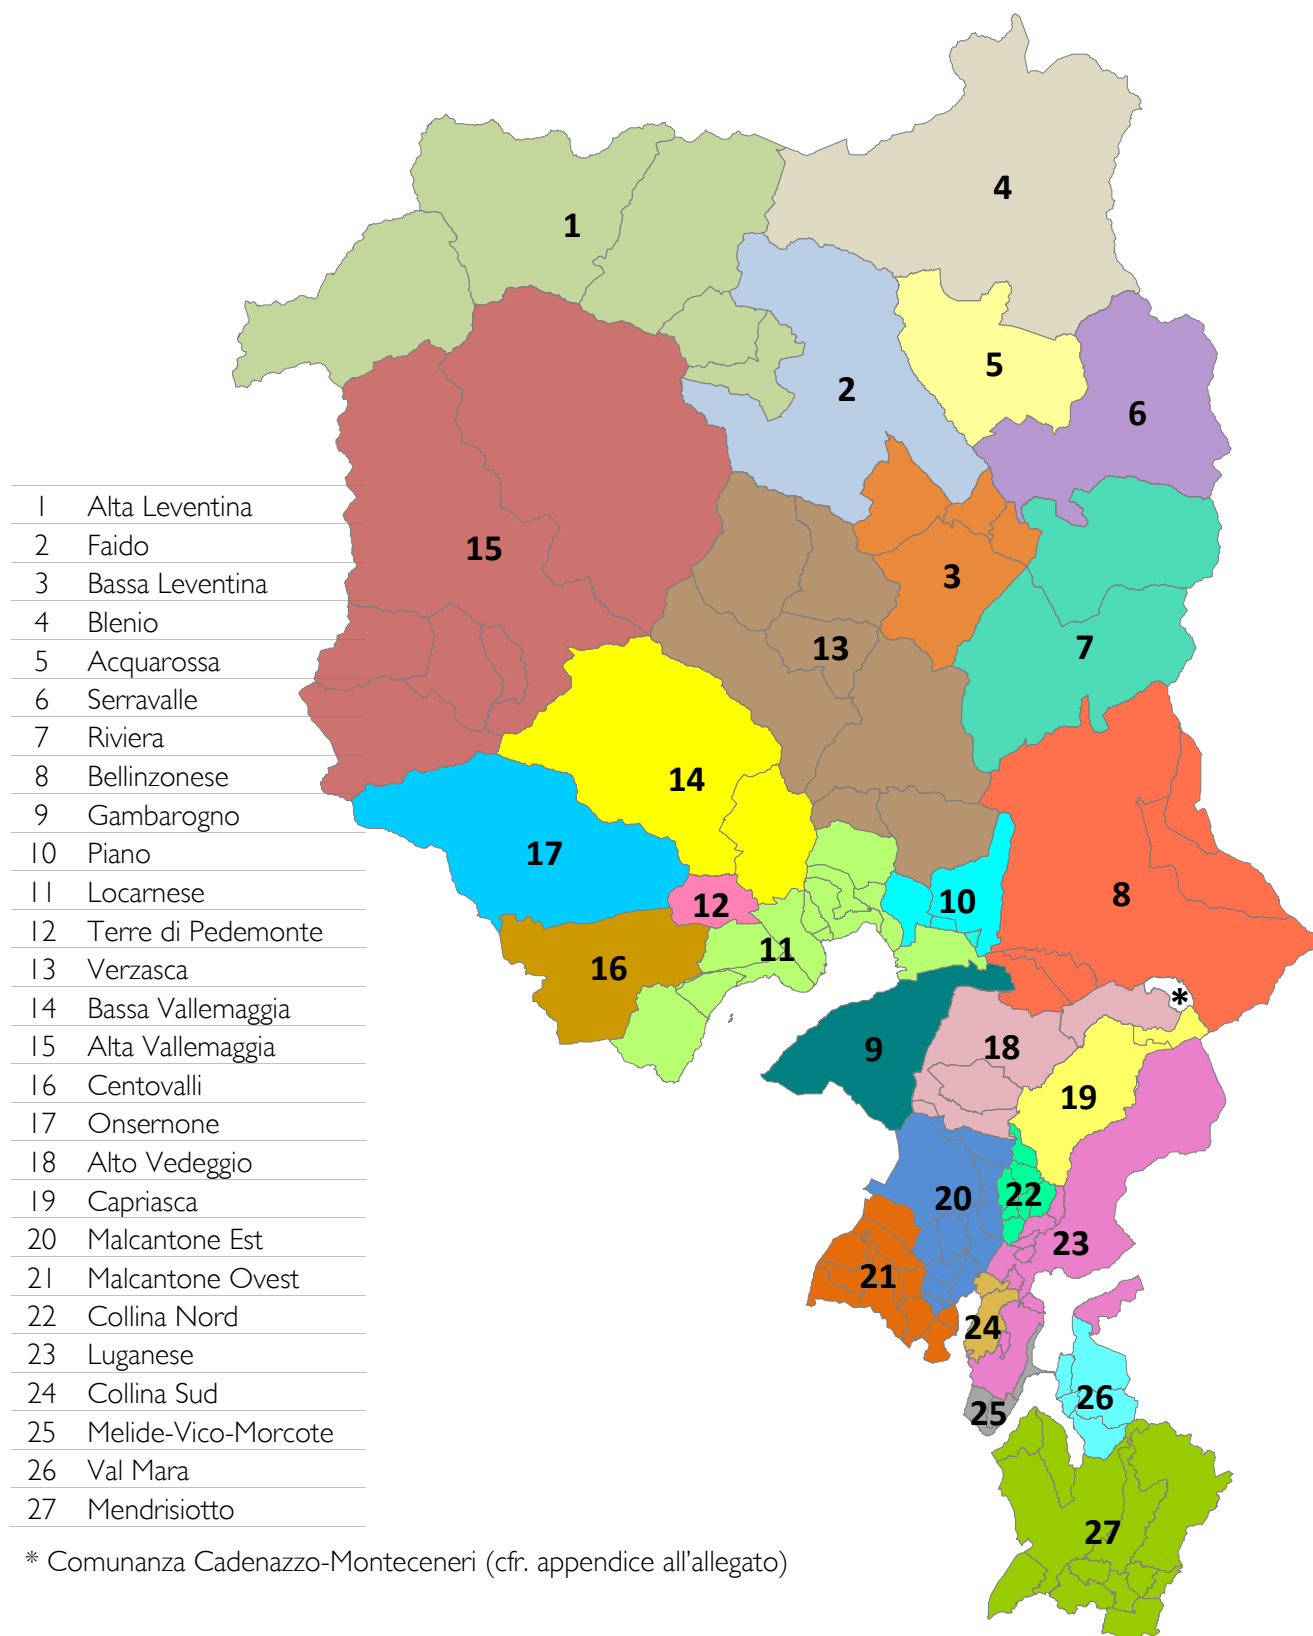 4
1
5
2
6
15
3
13
7
14
17
10
8
12
11
16
*
9
18
19
20
22
23
21
24
26
25
27
1 Alta Leventina
2 Faido
3 Bassa Leventina
4 Blenio
5 Acquarossa
6 Serravalle
7 Riviera
8 Bellinzonese
9 Gambarogno
10 Piano
11 Locarnese
12 Terre di Pedemonte
13 Verzasca
14 Bassa Vallemaggia
15 Alta Vallemaggia
16 Centovalli
17 Onsernone
18 Alto Vedeggio
19 Capriasca
20 Malcantone Est
21 Malcantone Ovest
22 Collina Nord
23 Luganese
24 Collina Sud
25 Melide-Vico-Morcote
26 Val Mara
27 Mendrisiotto
* Comunanza Cadenazzo-Monteceneri (cfr. appendice all'allegato)